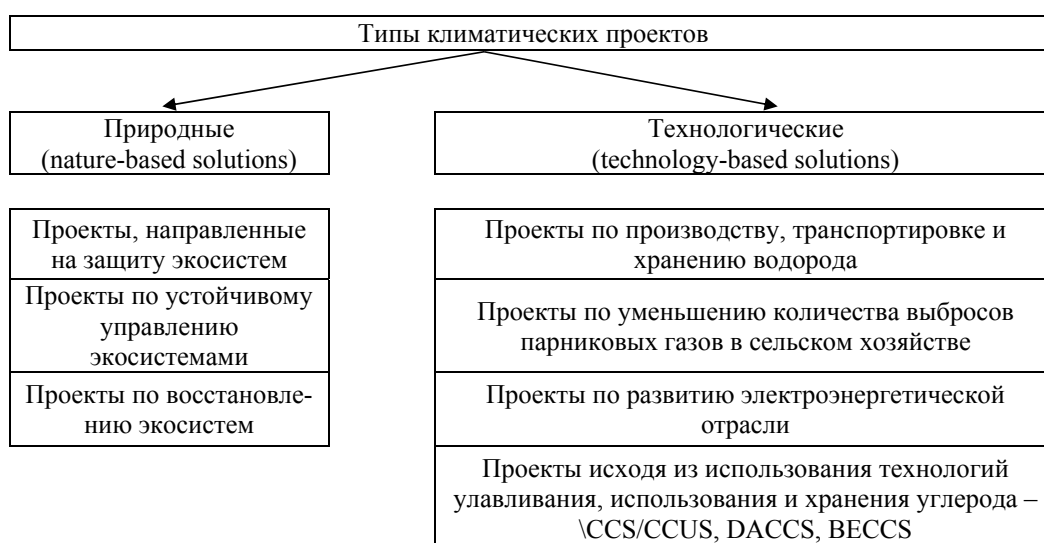 Типы климатических проектов
Природные
(nature-based solutions)
Технологические
(technology-based solutions)
Проекты, направленные
на защиту экосистем
Проекты по устойчивому
управлению
экосистемами
Проекты по восстановле-
нию экосистем
Проекты по производству, транспортировке и
хранению водорода
Проекты по уменьшению количества выбросов
парниковых газов в сельском хозяйстве
Проекты по развитию электроэнергетической
отрасли
Проекты исходя из использования технологий
улавливания, использования и хранения углерода –
\CCS/CCUS, DACCS, BECCS